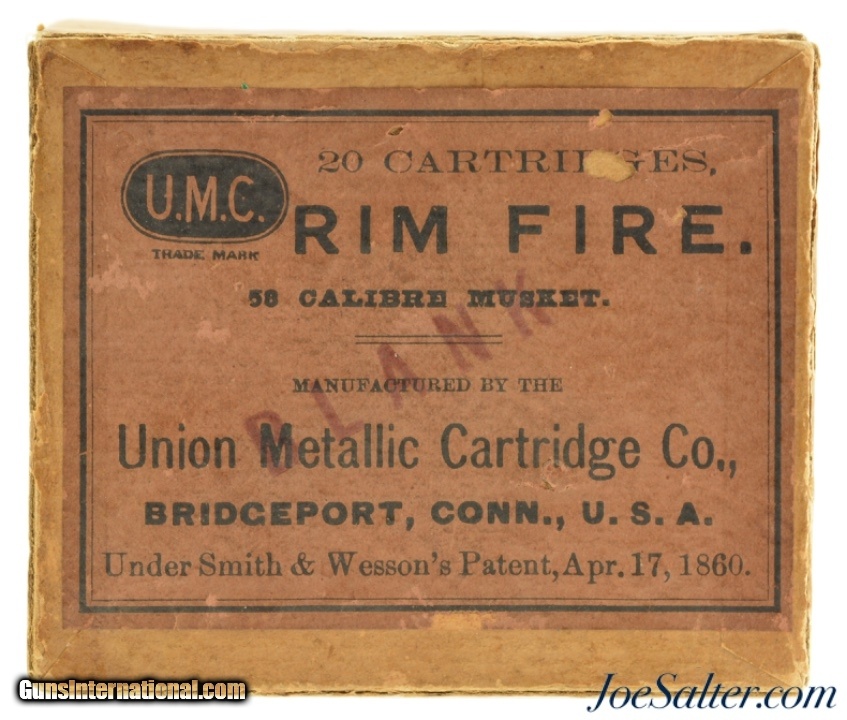 20 CARTRIDGES.
U.M.C.
TRADE MARK
RIM FIRE.
58 CALIBRE MUSKET.
BLANK
MANUFACTURED BY THE
Union Metallic Cartridge Co.,
BRIDGEPORT, CONN., U. S. A.
Under Smith & Wesson's Patent, Apr. 17, 1860.
GunsInternational.com
JoeSalter.com